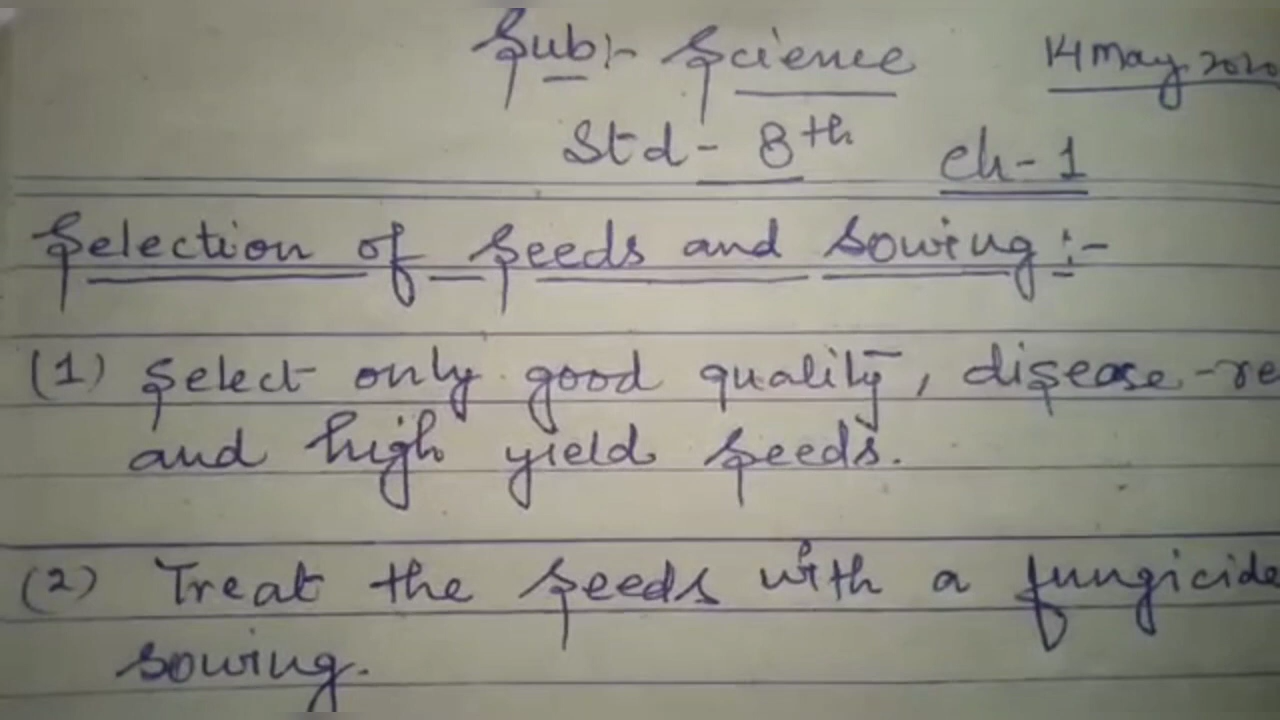 Sub:- Science 14 May 2020
Std- 8th Ch-1
Selection of Seeds and Sowing :-
(1) Select only good quality, disease-re
and high yield seeds.
(2) Treat the seeds with a fungicide
sowing.